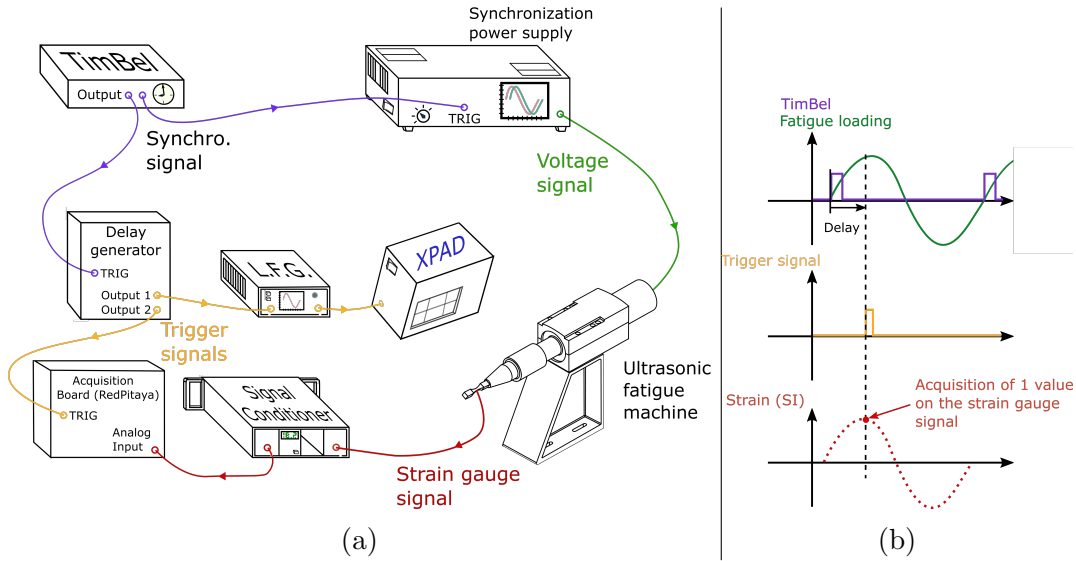 Synchronization
power supply
TimBel
Output
TRIG
Synchro.
signal
Voltage
signal
Delay
generator
TRIG
Output 1
Output 2
L.F.G.
XPAD
Trigger
signals
Acquisition
Board (RedPitaya)
TRIG
Analog
Input
Signal
Conditioner
Strain gauge
signal
Ultrasonic
fatigue
machine
(a)
TimBel
Fatigue loading
Delay
Trigger signal
Strain (SI)
Acquisition of 1 value
on the strain gauge
signal
(b)